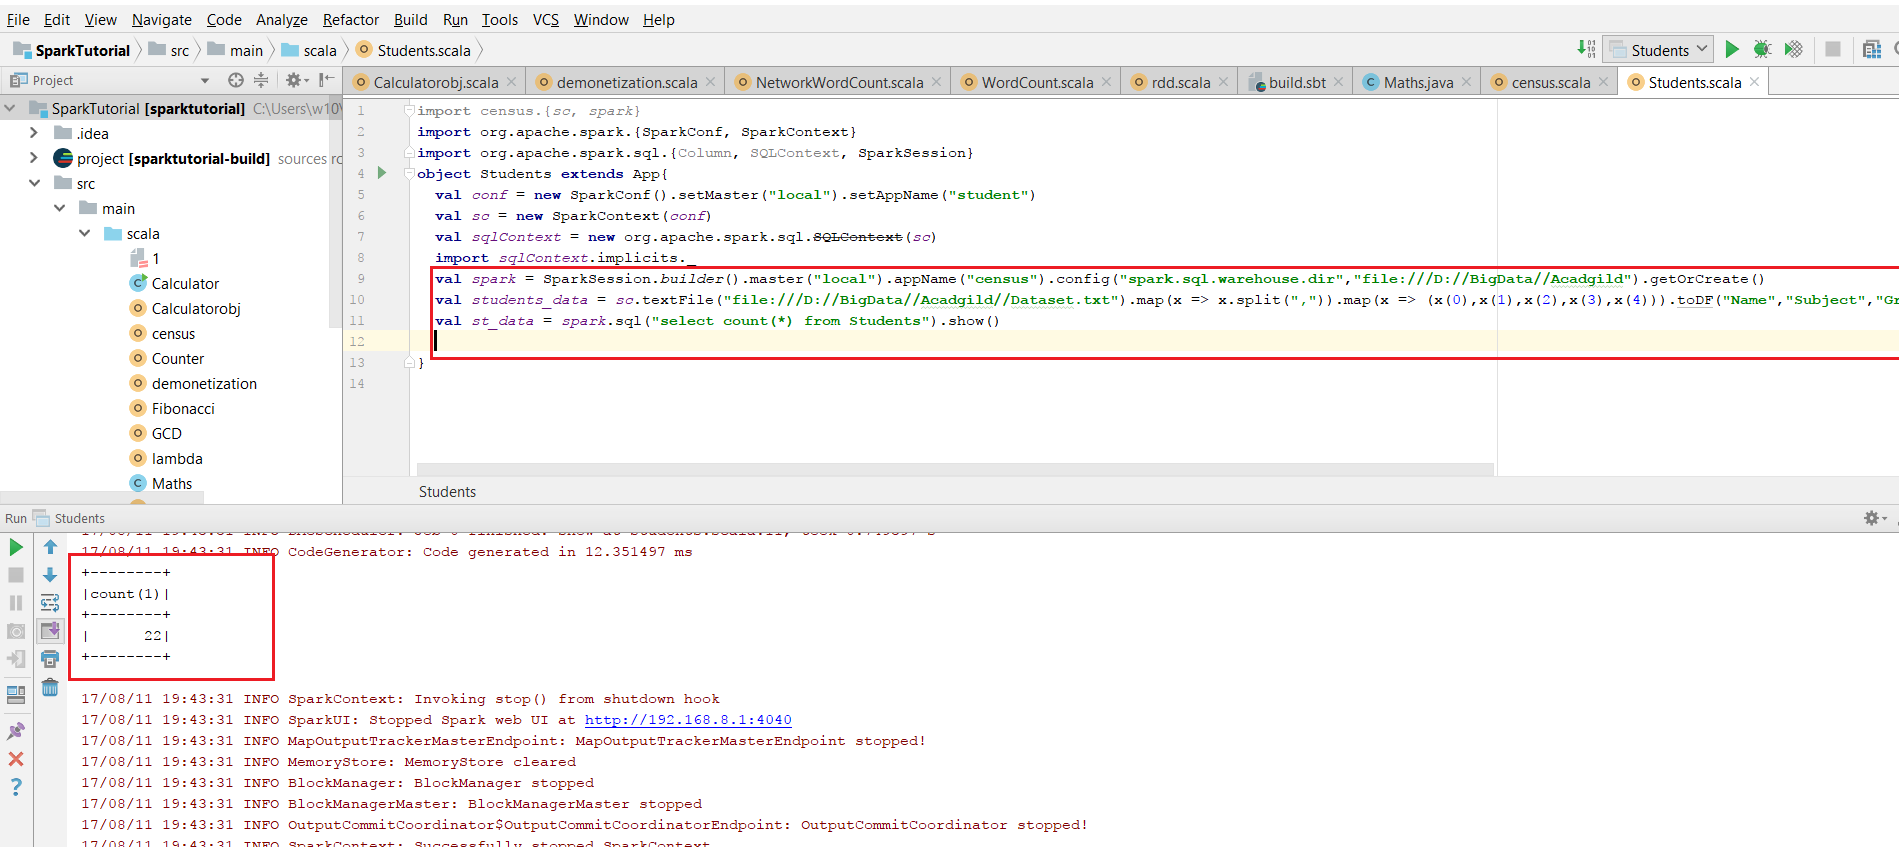 File Edit View Navigate Code Analyze Refactor Build Run Tools VCS Window Help
SparkTutorial src main scala Students.scala
Students
Project
Calculatorobj.scala demonetization.scala NetworkWordCount.scala WordCount.scala rdd.scala build.sbt Maths.java census.scala Students.scala
SparkTutorial [sparktutorial] C:\Users\w10\
.idea
project [sparktutorial-build] sources ro
src
main
scala
1
Calculator
Calculatorobj
census
Counter
demonetization
Fibonacci
GCD
lambda
Maths
1 import census.{sc, spark}
2 import org.apache.spark.{SparkConf, SparkContext}
3 import org.apache.spark.sql.{Column, SQLContext, SparkSession}
4 object Students extends App{
5 val conf = new SparkConf().setMaster("local").setAppName("student")
6 val sc = new SparkContext(conf)
7 val sqlContext = new org.apache.spark.sql.SQLContext(sc)
8 import sqlContext.implicits._
9 val spark = SparkSession.builder().master("local").appName("census").config("spark.sql.warehouse.dir","file:///D://BigData//Acadgild").getOrCreate()
10 val students_data = sc.textFile("file:///D://BigData//Acadgild//Dataset.txt").map(x => x.split(",")).map(x => (x(0),x(1),x(2),x(3),x(4))).toDF("Name","Subject","Gr
11 val st_data = spark.sql("select count(*) from Students").show()
12
13 }
14
Students
Run Students
17/08/11 19:43:31 INFO CodeGenerator: Code generated in 12.351497 ms
+--------+
|count(1)|
+--------+
|      22|
+--------+
17/08/11 19:43:31 INFO SparkContext: Invoking stop() from shutdown hook
17/08/11 19:43:31 INFO SparkUI: Stopped Spark web UI at http://192.168.8.1:4040
17/08/11 19:43:31 INFO MapOutputTrackerMasterEndpoint: MapOutputTrackerMasterEndpoint stopped!
17/08/11 19:43:31 INFO MemoryStore: MemoryStore cleared
17/08/11 19:43:31 INFO BlockManager: BlockManager stopped
17/08/11 19:43:31 INFO BlockManagerMaster: BlockManagerMaster stopped
17/08/11 19:43:31 INFO OutputCommitCoordinator$OutputCommitCoordinatorEndpoint: OutputCommitCoordinator stopped!
17/08/11 19:43:31 INFO SparkContext: Successfully stopped SparkContext